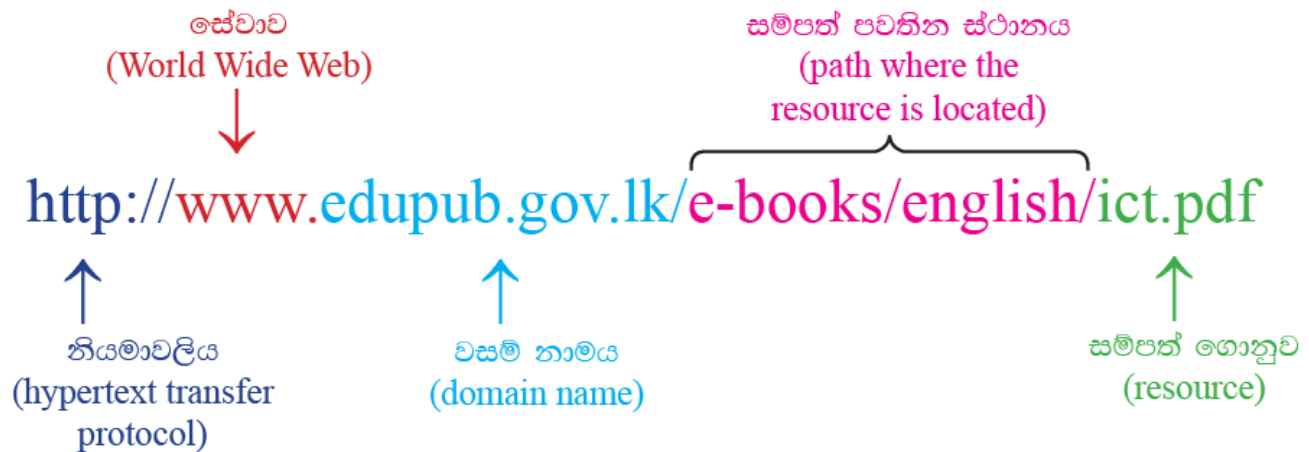 සේවාව
(World Wide Web)
සම්පත් පවතින ස්ථානය
(path where the
resource is located)
http://www.edupub.gov.lk/e-books/english/ict.pdf
නියමාවලිය
(hypertext transfer
protocol)
වසම් නාමය
(domain name)
සම්පත් ගොනුව
(resource)